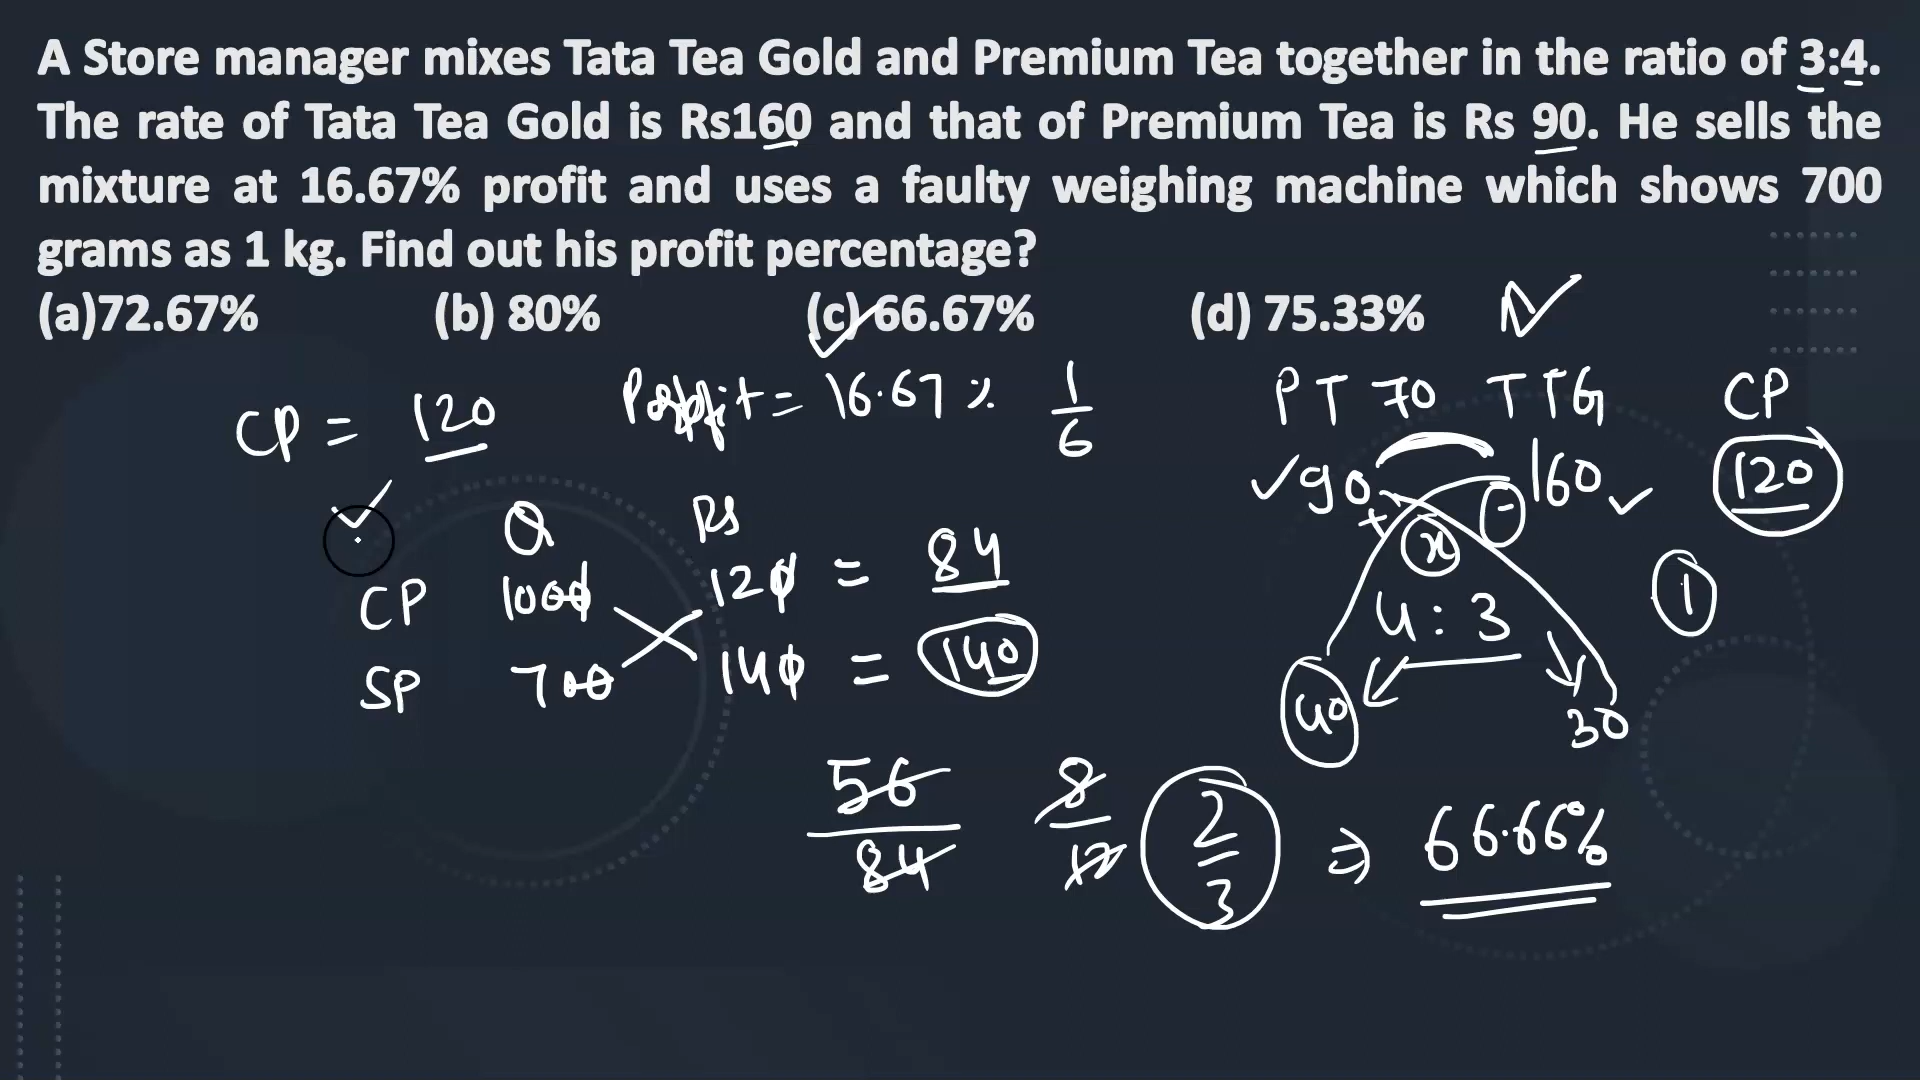 A Store manager mixes Tata Tea Gold and Premium Tea together in the ratio of 3:4.
The rate of Tata Tea Gold is Rs160 and that of Premium Tea is Rs 90. He sells the
mixture at 16.67% profit and uses a faulty weighing machine which shows 700
grams as 1 kg. Find out his profit percentage?
(a)72.67% (b) 80% (c) 66.67% (d) 75.33%
CP = 120 Profit = 16.67% 1/6 PT 70 TTG CP
90 160 120
Q Rs
+ x - 1
CP 1000 120 = 84
4 : 3
SP 700 140 = 140
40 30
56/84 8/12 2/3 ⇒ 66.66%